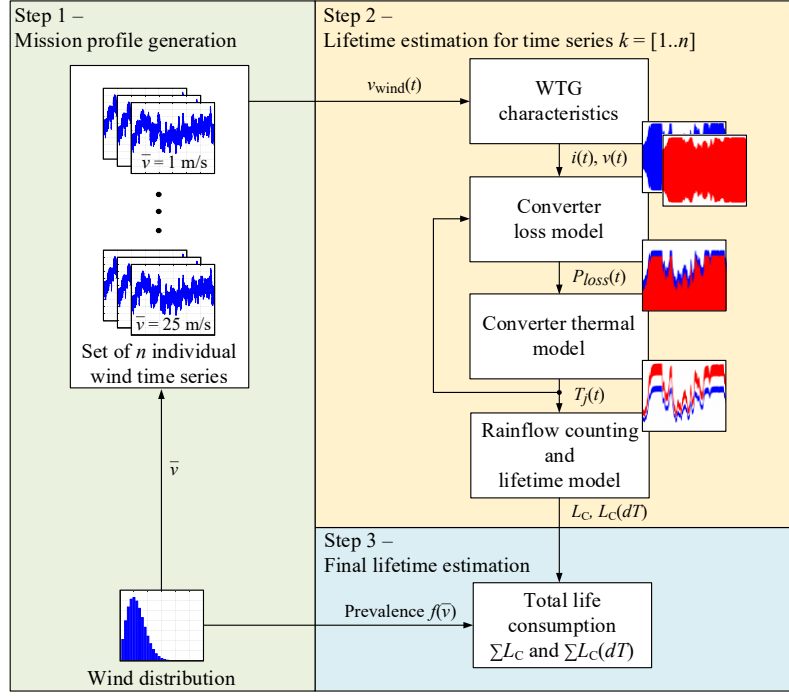 Step 1 –
Mission profile generation
v̅ = 1 m/s
v̅ = 25 m/s
Set of n individual
wind time series
v̅
Wind distribution
Step 2 –
Lifetime estimation for time series k = [1..n]
v_wind(t)
WTG
characteristics
i(t), v(t)
Converter
loss model
P_loss(t)
Converter thermal
model
T_j(t)
Rainflow counting
and
lifetime model
L_C, L_C(dT)
Step 3 –
Final lifetime estimation
Prevalence f(v̅)
Total life
consumption
∑L_C and ∑L_C(dT)